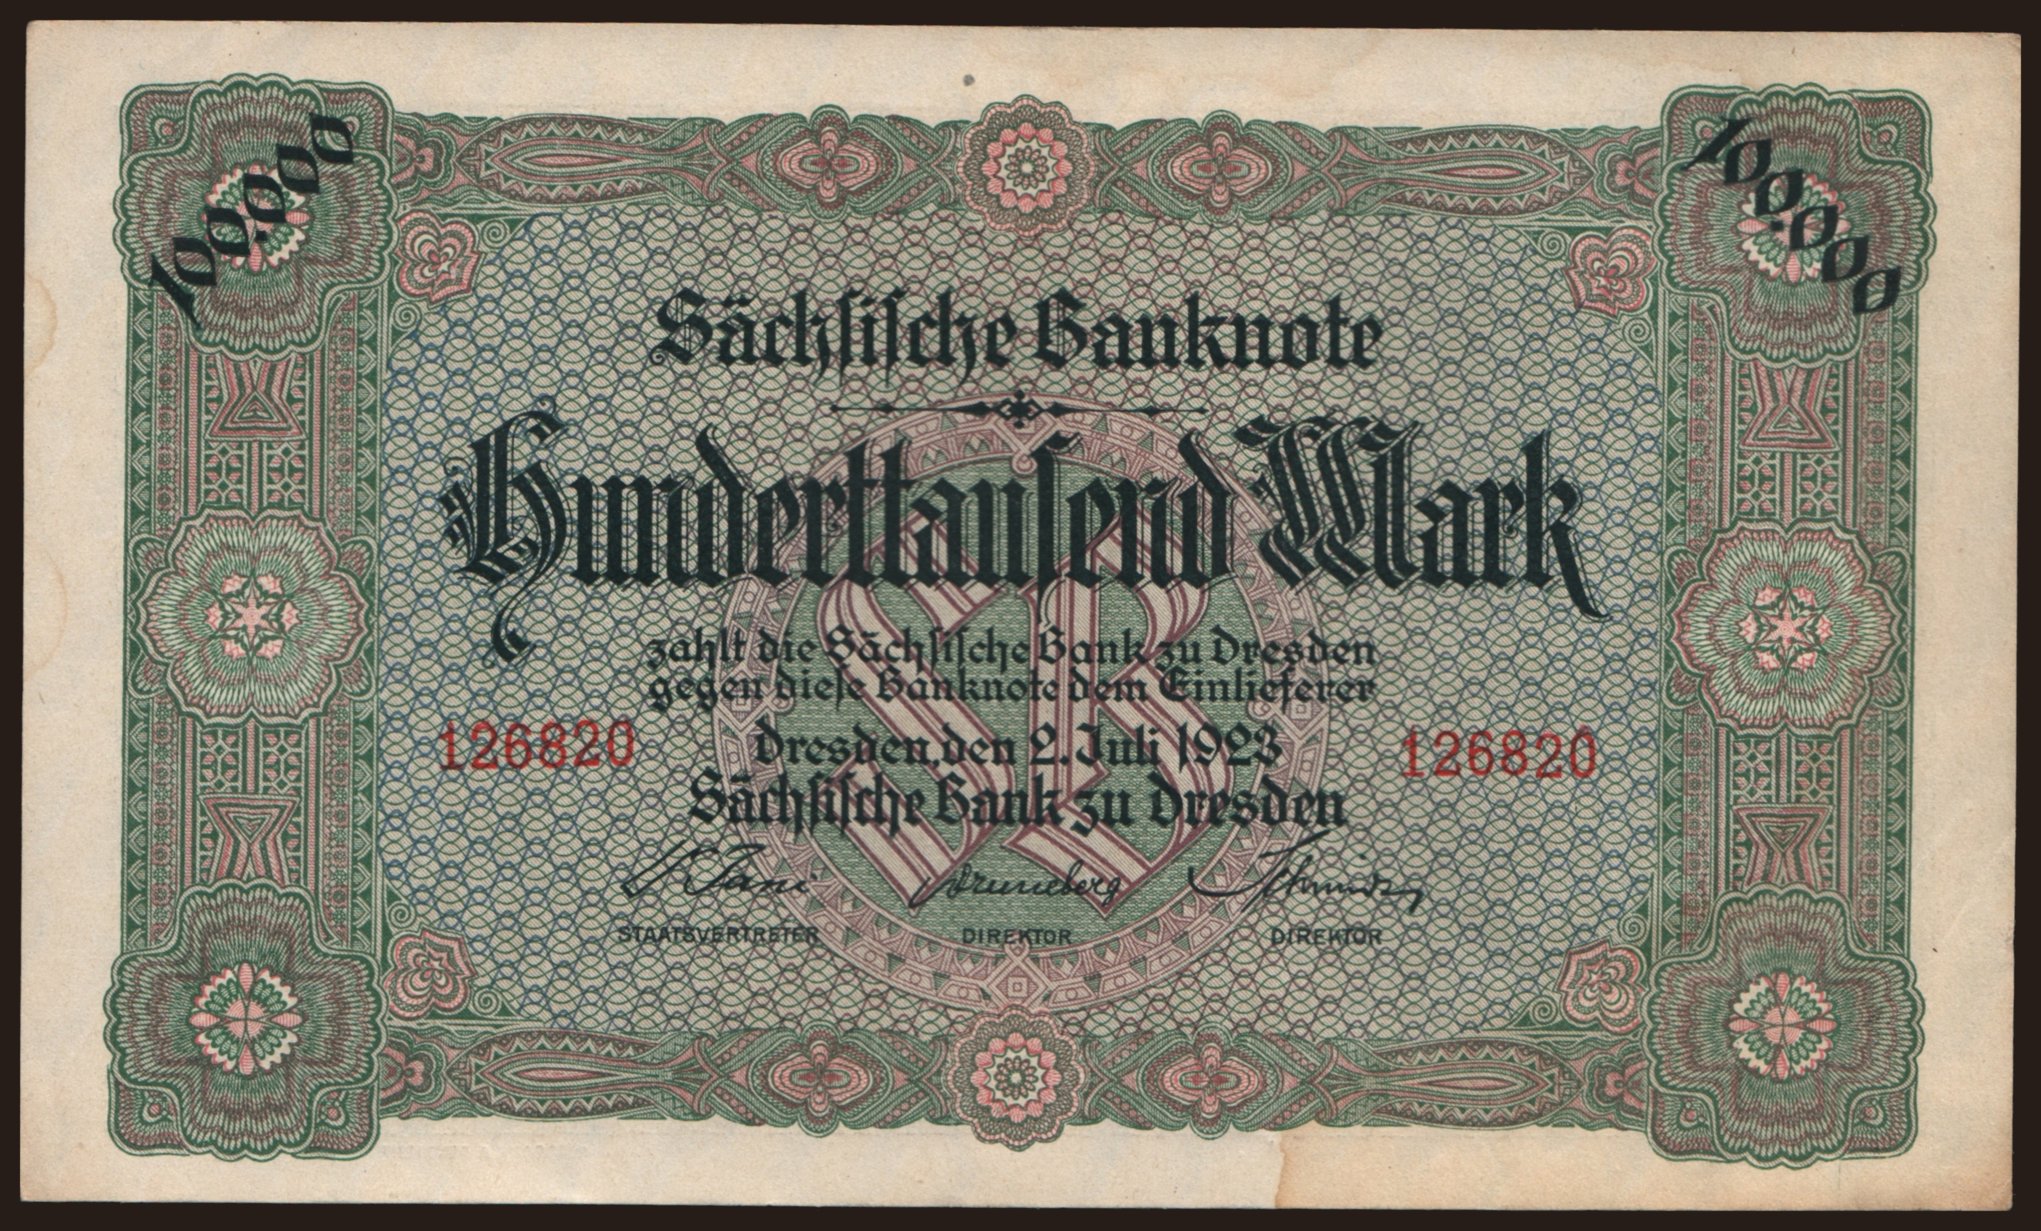 100.000
100.000
Sächſiſche Banknote
Hunderttauſend Mark
zahlt die Sächſiſche Bank zu Dresden
gegen dieſe Banknote dem Einlieferer
126820
126820
Dresden, den 2. Juli 1923
Sächſiſche Bank zu Dresden
STAATSVERTRETER
DIREKTOR
DIREKTOR
SB